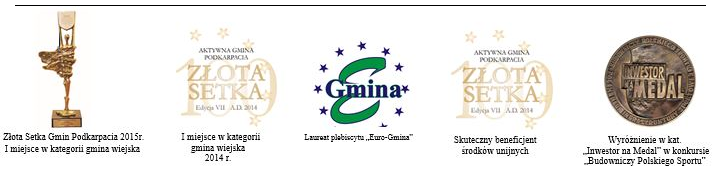 AKTYWNA GMINA
PODKARPACIA
ZŁOTA
SETKA
Edycja VII A.D. 2014
Gmina
AKTYWNA GMINA
PODKARPACIA
ZŁOTA
SETKA
Edycja VII A.D. 2014
INWESTOR
NA
MEDAL
Złota Setka Gmin Podkarpacia 2015r.
I miejsce w kategorii gmina wiejska
I miejsce w kategorii
gmina wiejska
2014 r.
Laureat plebiscytu „Euro-Gmina”
Skuteczny beneficjent
środków unijnych
Wyróżnienie w kat.
„Inwestor na Medal” w konkursie
„Budowniczy Polskiego Sportu”